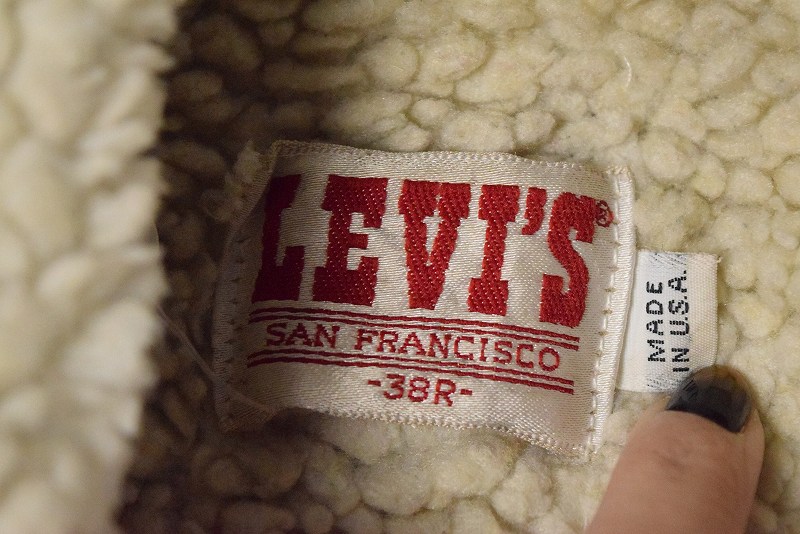 LEVI'S®
SAN FRANCISCO
-38R-
MADE
IN U.S.A.